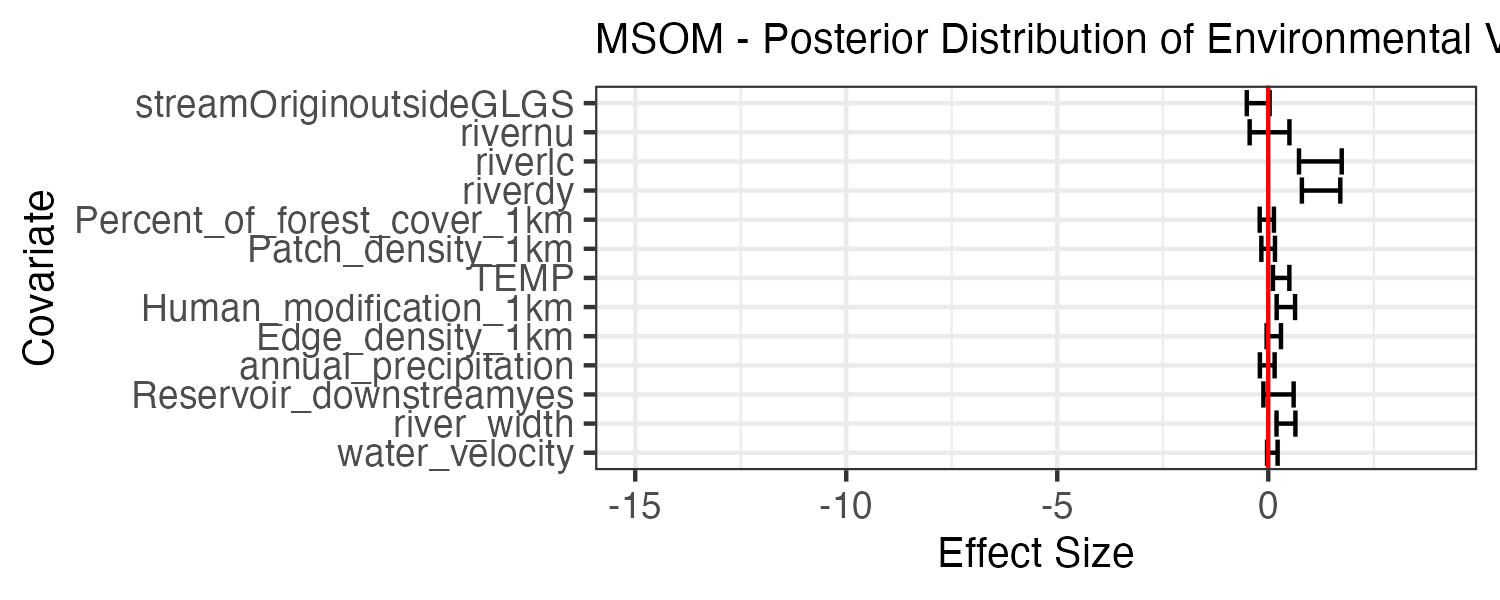 MSOM - Posterior Distribution of Environmental V
streamOriginoutsideGLGS
rivernu
riverlc
riverdy
Percent_of_forest_cover_1km
Patch_density_1km
TEMP
Human_modification_1km
Edge_density_1km
annual_precipitation
Reservoir_downstreamyes
river_width
water_velocity
Covariate
-15 -10 -5 0
Effect Size